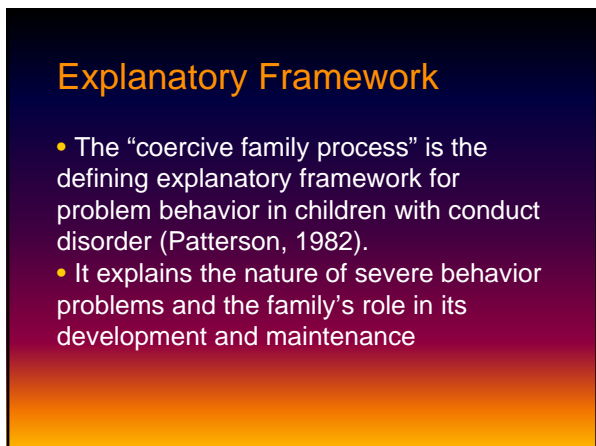 Explanatory Framework
• The “coercive family process” is the
defining explanatory framework for
problem behavior in children with conduct
disorder (Patterson, 1982).
• It explains the nature of severe behavior
problems and the family’s role in its
development and maintenance